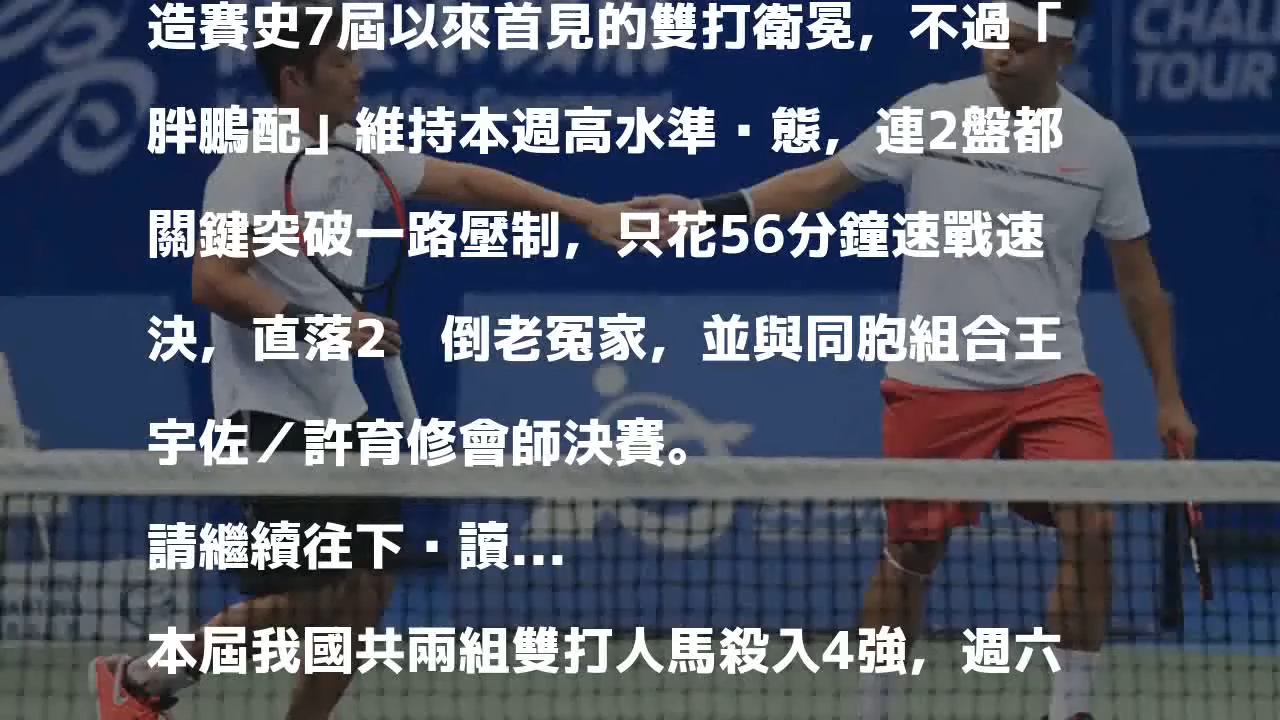 造賽史7屆以來首見的雙打衛冕，不過「
胖鵬配」維持本週高水準·態，連2盤都
關鍵突破一路壓制，只花56分鐘速戰速
決，直落2　倒老冤家，並與同胞組合王
宇佐／許育修會師決賽。
請繼續往下·讀...
本屆我國共兩組雙打人馬殺入4強，週六
CHALLE
TOUR